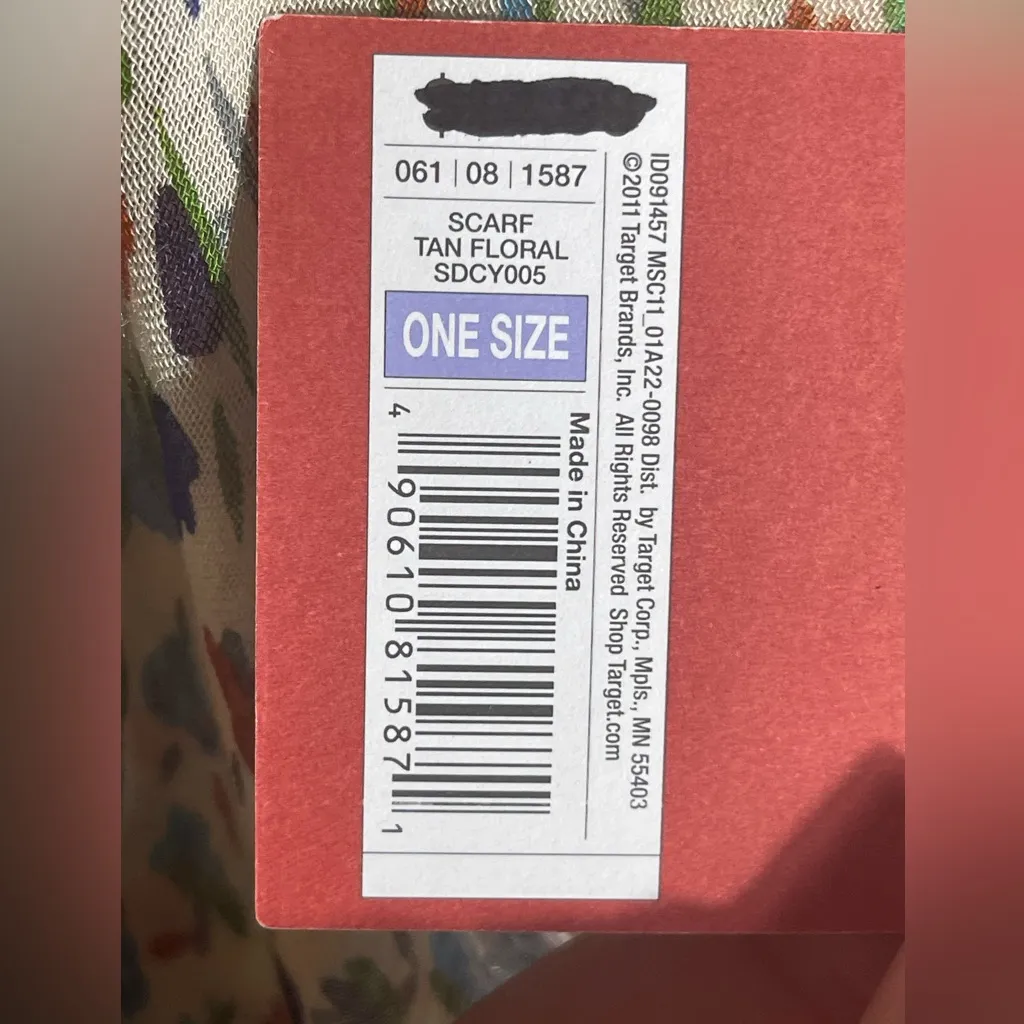 061 | 08 | 1587
SCARF
TAN FLORAL
SDCY005
ONE SIZE
Made in China
4 90610 81587 1
ID091457 MSC11_01A22-0098 Dist. by Target Corp., Mpls., MN 55403
©2011 Target Brands, Inc. All Rights Reserved Shop Target.com